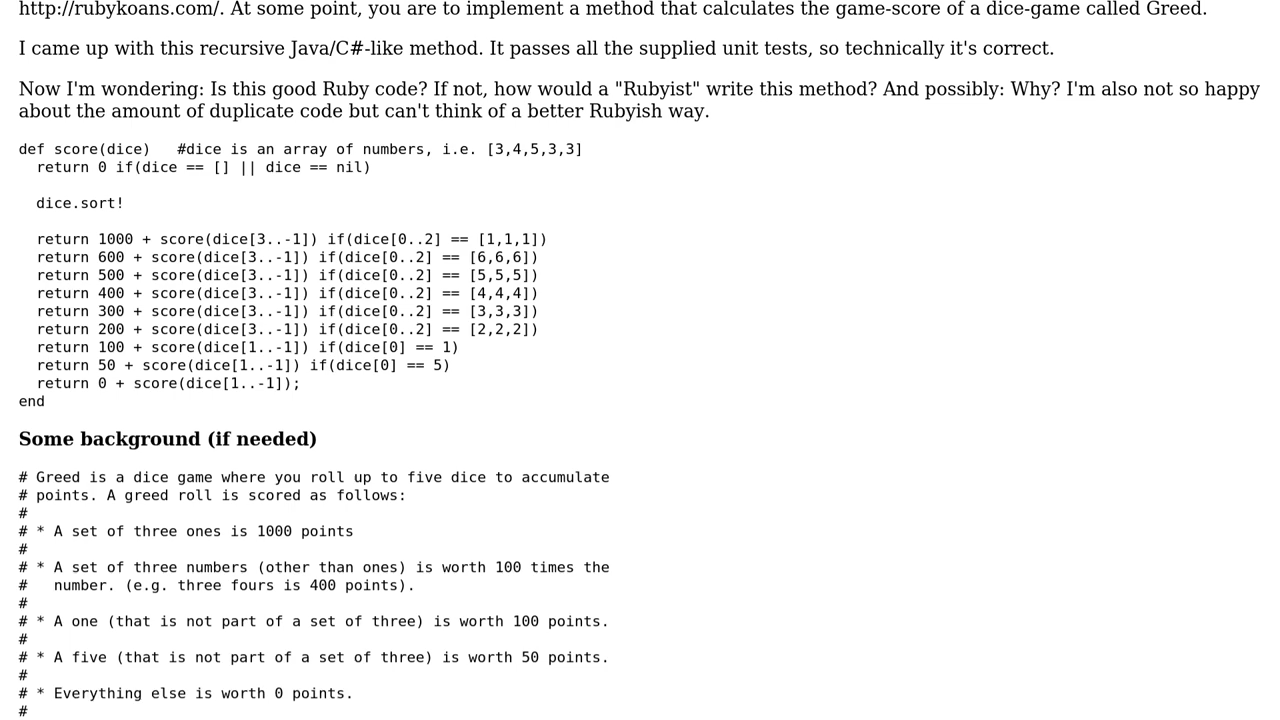 http://rubykoans.com/. At some point, you are to implement a method that calculates the game-score of a dice-game called Greed.
I came up with this recursive Java/C#-like method. It passes all the supplied unit tests, so technically it's correct.
Now I'm wondering: Is this good Ruby code? If not, how would a "Rubyist" write this method? And possibly: Why? I'm also not so happy
about the amount of duplicate code but can't think of a better Rubyish way.
def score(dice)   #dice is an array of numbers, i.e. [3,4,5,3,3]
  return 0 if(dice == [] || dice == nil)
  dice.sort!
  return 1000 + score(dice[3..-1]) if(dice[0..2] == [1,1,1])
  return 600 + score(dice[3..-1]) if(dice[0..2] == [6,6,6])
  return 500 + score(dice[3..-1]) if(dice[0..2] == [5,5,5])
  return 400 + score(dice[3..-1]) if(dice[0..2] == [4,4,4])
  return 300 + score(dice[3..-1]) if(dice[0..2] == [3,3,3])
  return 200 + score(dice[3..-1]) if(dice[0..2] == [2,2,2])
  return 100 + score(dice[1..-1]) if(dice[0] == 1)
  return 50 + score(dice[1..-1]) if(dice[0] == 5)
  return 0 + score(dice[1..-1]);
end
Some background (if needed)
# Greed is a dice game where you roll up to five dice to accumulate
# points. A greed roll is scored as follows:
#
# * A set of three ones is 1000 points
#
# * A set of three numbers (other than ones) is worth 100 times the
#   number. (e.g. three fours is 400 points).
#
# * A one (that is not part of a set of three) is worth 100 points.
#
# * A five (that is not part of a set of three) is worth 50 points.
#
# * Everything else is worth 0 points.
#